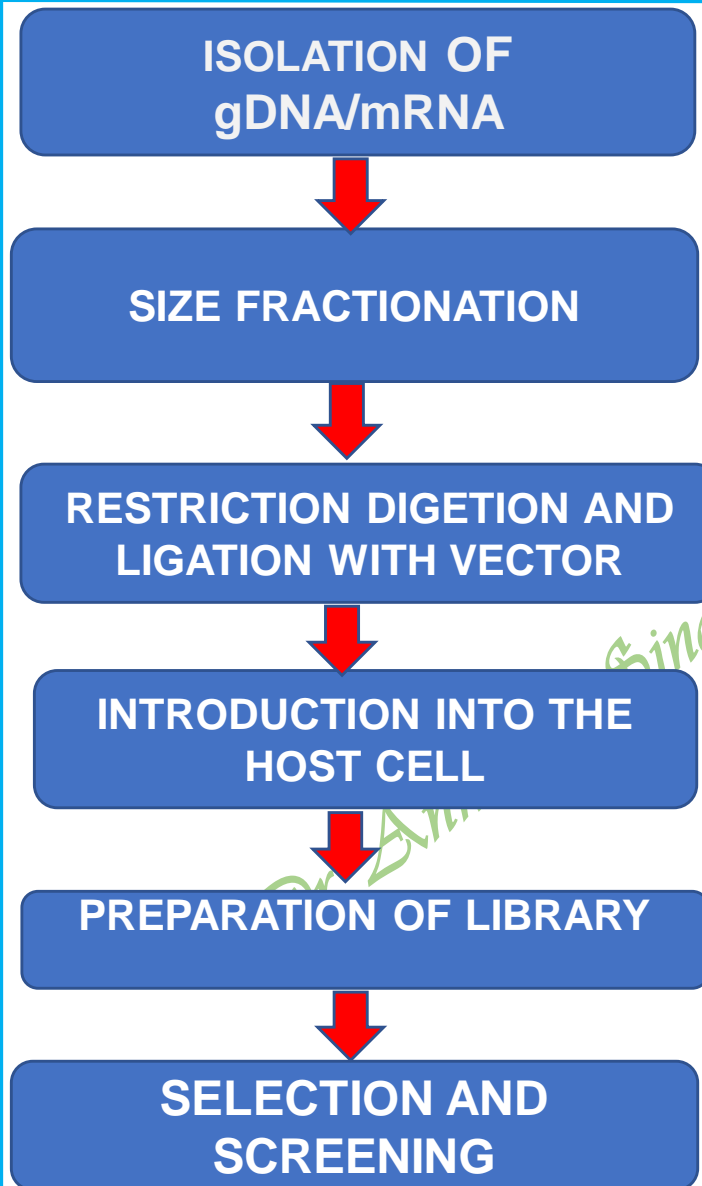 ISOLATION OF
gDNA/mRNA
SIZE FRACTIONATION
RESTRICTION DIGETION AND
LIGATION WITH VECTOR
INTRODUCTION INTO THE
HOST CELL
PREPARATION OF LIBRARY
SELECTION AND
SCREENING